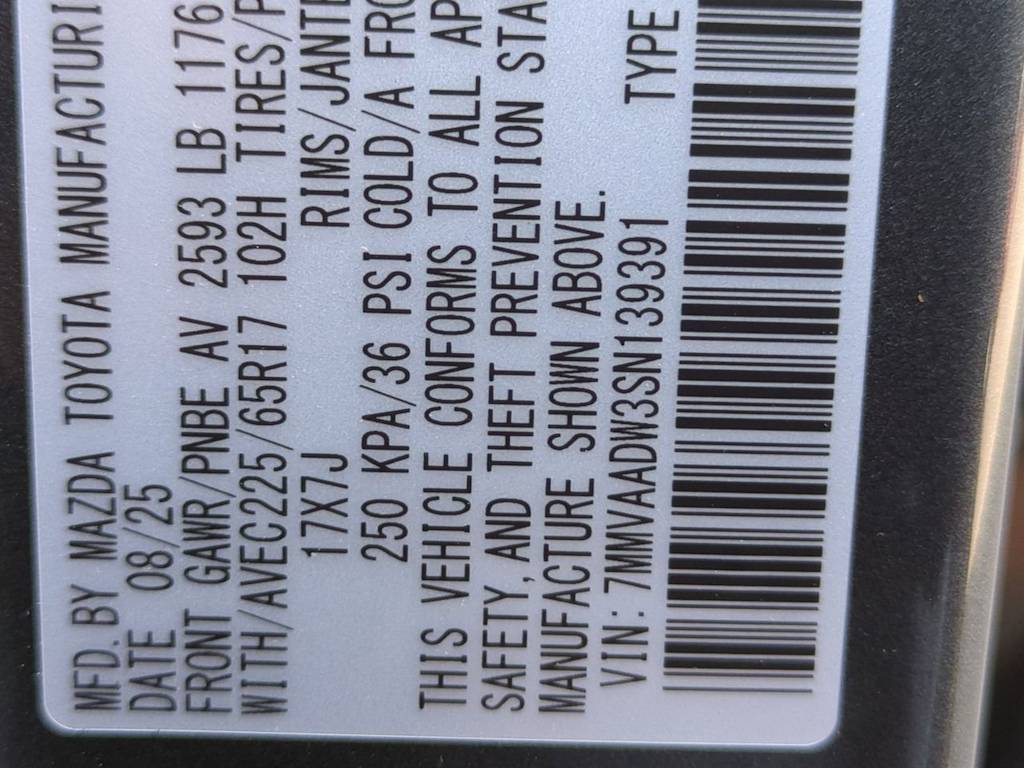 MFD.BY MAZDA TOYOTA MANUFACTURI
DATE 08/25
FRONT GAWR/PNBE AV 2593 LB 1176
WITH/AVEC225/65R17 102H TIRES/P
17X7J RIMS/JANTE
250 KPA/36 PSI COLD/A FRO
THIS VEHICLE CONFORMS TO ALL AP
SAFETY,AND THEFT PREVENTION STA
MANUFACTURE SHOWN ABOVE.
VIN:7MMVAADW3SN139391 TYPE